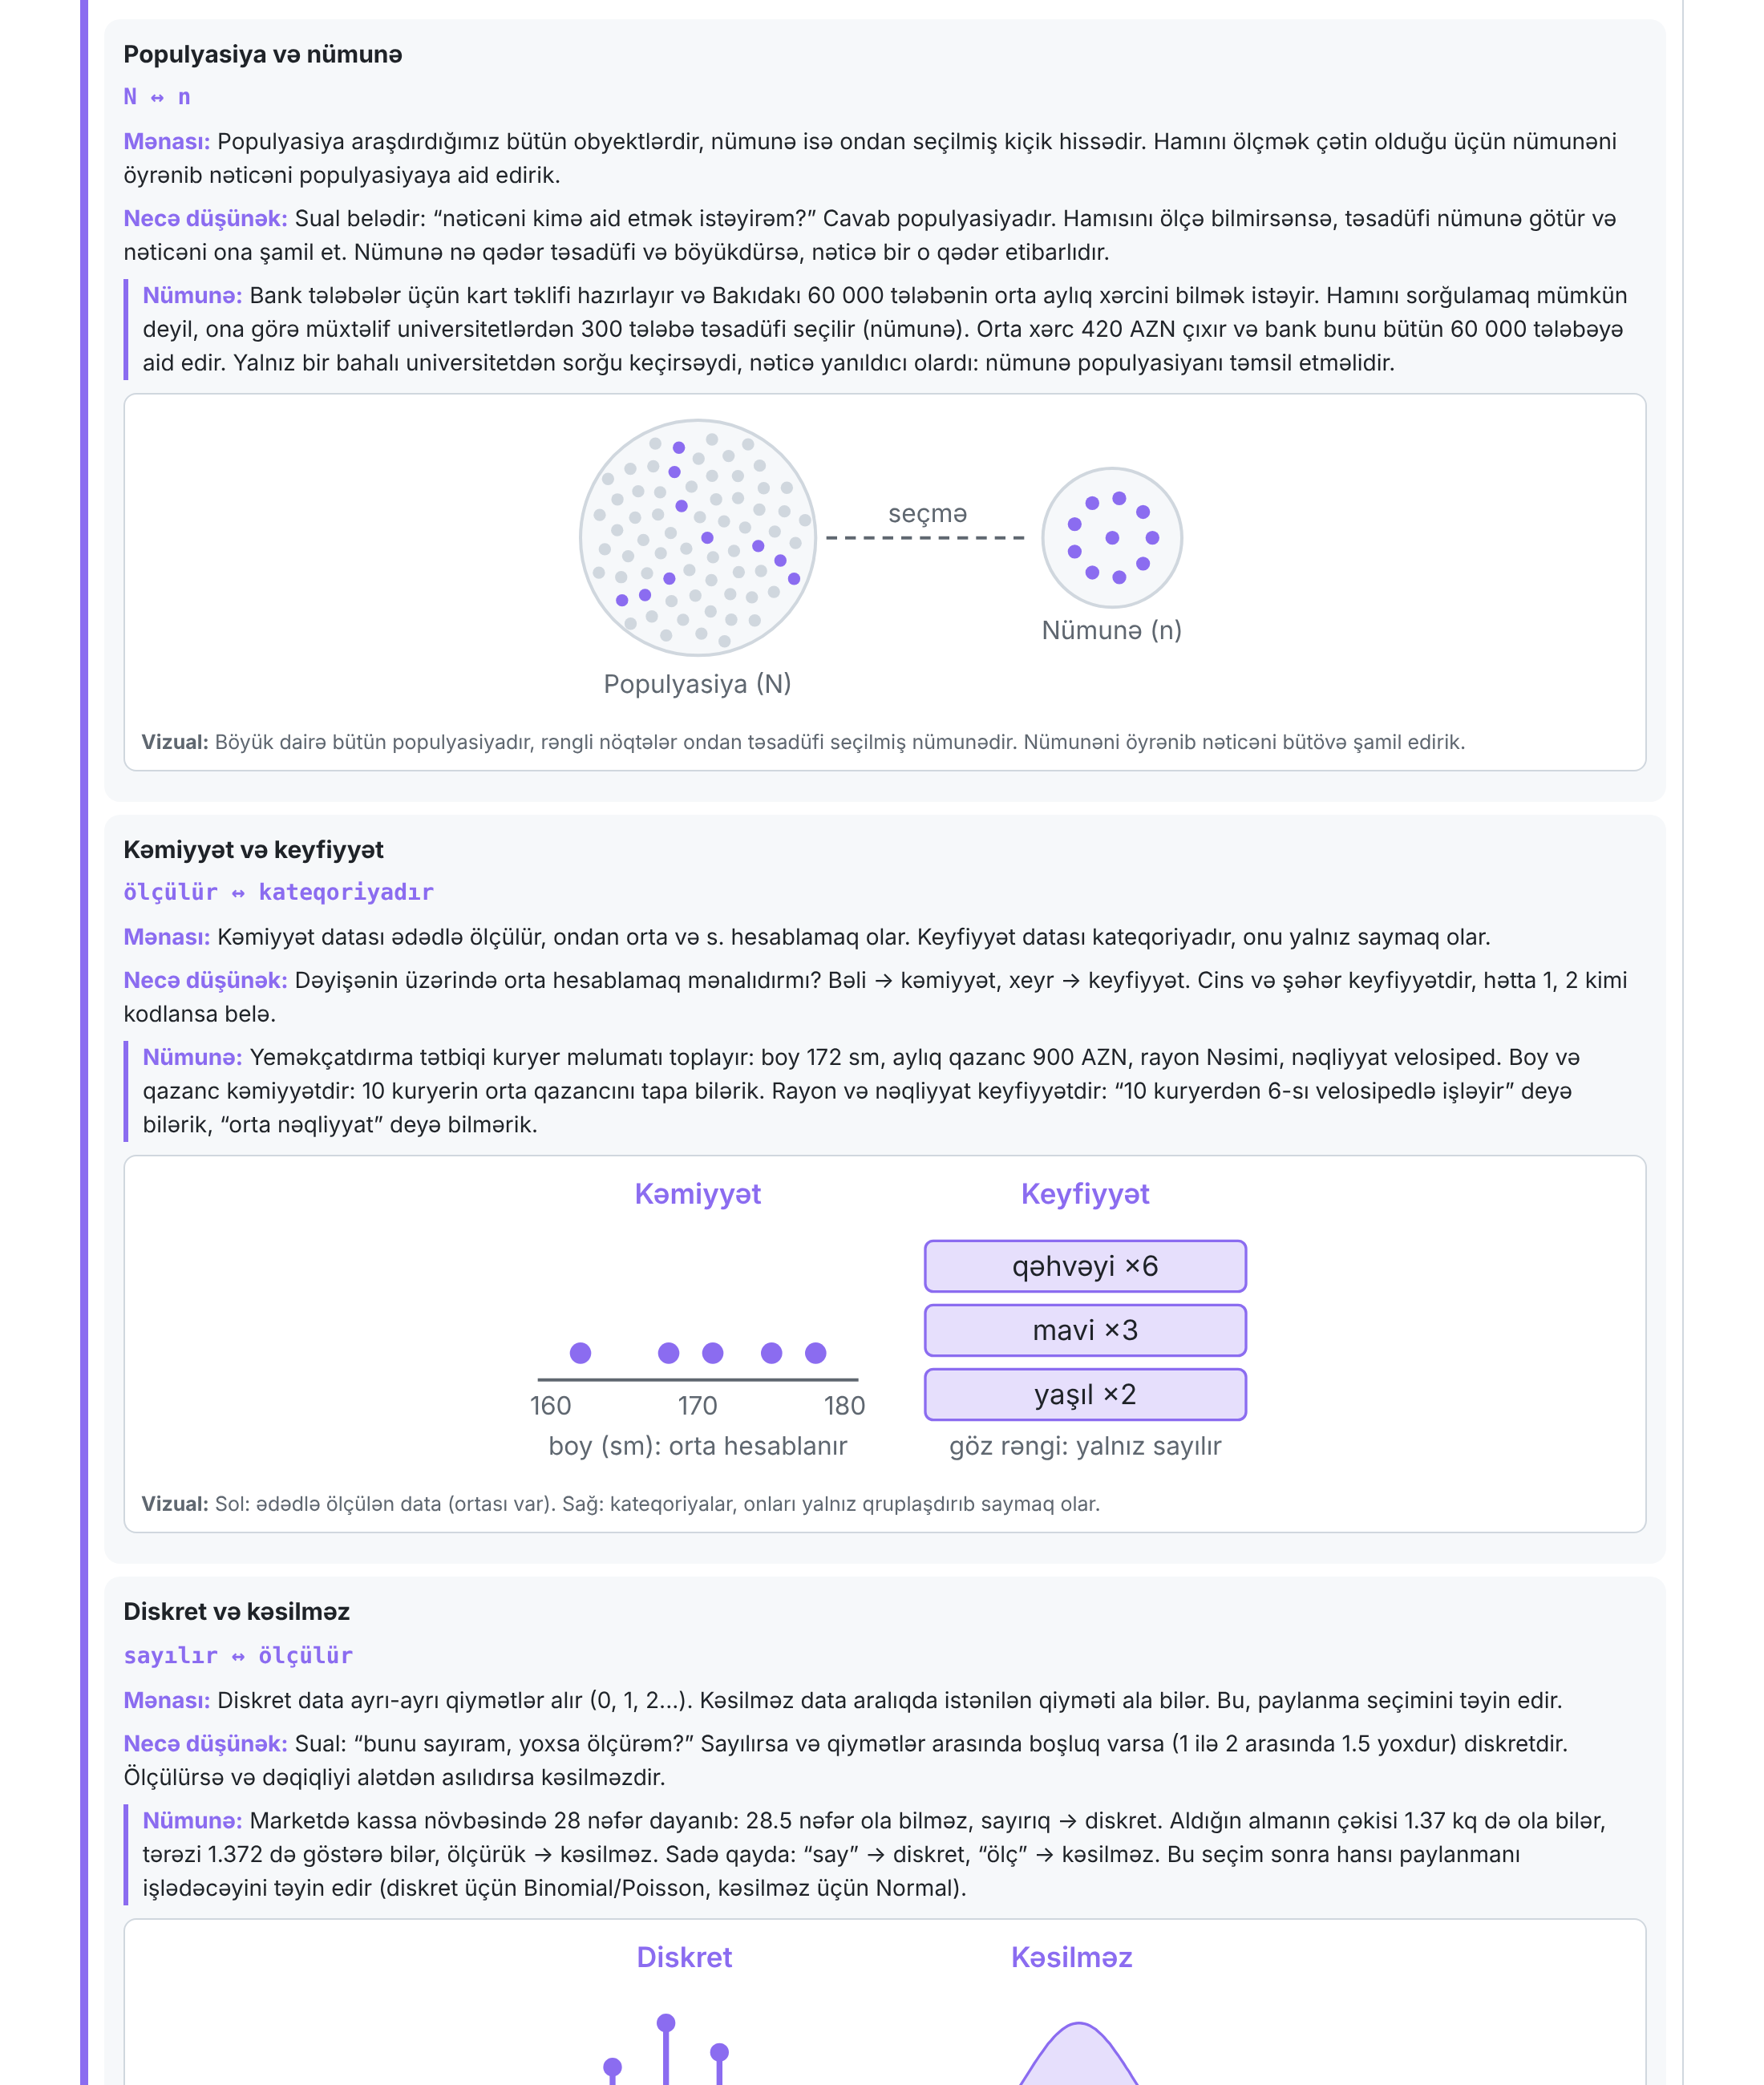 Populyasiya və nümunə
N ↔ n
Mənası: Populyasiya araşdırdığımız bütün obyektlərdir, nümunə isə ondan seçilmiş kiçik hissədir. Hamını ölçmək çətin olduğu üçün nümunəni
öyrənib nəticəni populyasiyaya aid edirik.
Necə düşünək: Sual belədir: “nəticəni kimə aid etmək istəyirəm?” Cavab populyasiyadır. Hamısını ölçə bilmirsənsə, təsadüfi nümunə götür və
nəticəni ona şamil et. Nümunə nə qədər təsadüfi və böyükdürsə, nəticə bir o qədər etibarlıdır.
Nümunə: Bank tələbələr üçün kart təklifi hazırlayır və Bakıdakı 60 000 tələbənin orta aylıq xərcini bilmək istəyir. Hamını sorğulamaq mümkün
deyil, ona görə müxtəlif universitetlərdən 300 tələbə təsadüfi seçilir (nümunə). Orta xərc 420 AZN çıxır və bank bunu bütün 60 000 tələbəyə
aid edir. Yalnız bir bahalı universitetdən sorğu keçirsəydi, nəticə yanıldıcı olardı: nümunə populyasiyanı təmsil etməlidir.
seçmə
Nümunə (n)
Populyasiya (N)
Vizual: Böyük dairə bütün populyasiyadır, rəngli nöqtələr ondan təsadüfi seçilmiş nümunədir. Nümunəni öyrənib nəticəni bütövə şamil edirik.
Kəmiyyət və keyfiyyət
ölçülür ↔ kateqoriyadır
Mənası: Kəmiyyət datası ədədlə ölçülür, ondan orta və s. hesablamaq olar. Keyfiyyət datası kateqoriyadır, onu yalnız saymaq olar.
Necə düşünək: Dəyişənin üzərində orta hesablamaq mənalıdırmı? Bəli → kəmiyyət, xeyr → keyfiyyət. Cins və şəhər keyfiyyətdir, hətta 1, 2 kimi
kodlansa belə.
Nümunə: Yeməkçatdırma tətbiqi kuryer məlumatı toplayır: boy 172 sm, aylıq qazanc 900 AZN, rayon Nəsimi, nəqliyyat velosiped. Boy və
qazanc kəmiyyətdir: 10 kuryerin orta qazancını tapa bilərik. Rayon və nəqliyyat keyfiyyətdir: “10 kuryerdən 6-sı velosipedlə işləyir” deyə
bilərik, “orta nəqliyyat” deyə bilmərik.
Kəmiyyət
Keyfiyyət
qəhvəyi ×6
mavi ×3
yaşıl ×2
160 170 180
boy (sm): orta hesablanır
göz rəngi: yalnız sayılır
Vizual: Sol: ədədlə ölçülən data (ortası var). Sağ: kateqoriyalar, onları yalnız qruplaşdırıb saymaq olar.
Diskret və kəsilməz
sayılır ↔ ölçülür
Mənası: Diskret data ayrı-ayrı qiymətlər alır (0, 1, 2...). Kəsilməz data aralıqda istənilən qiyməti ala bilər. Bu, paylanma seçimini təyin edir.
Necə düşünək: Sual: “bunu sayıram, yoxsa ölçürəm?” Sayılırsa və qiymətlər arasında boşluq varsa (1 ilə 2 arasında 1.5 yoxdur) diskretdir.
Ölçülürsə və dəqiqliyi alətdən asılıdırsa kəsilməzdir.
Nümunə: Marketdə kassa növbəsində 28 nəfər dayanıb: 28.5 nəfər ola bilməz, sayırıq → diskret. Aldığın almanın çəkisi 1.37 kq də ola bilər,
tərəzi 1.372 də göstərə bilər, ölçürük → kəsilməz. Sadə qayda: “say” → diskret, “ölç” → kəsilməz. Bu seçim sonra hansı paylanmanı
işlədəcəyini təyin edir (diskret üçün Binomial/Poisson, kəsilməz üçün Normal).
Diskret
Kəsilməz